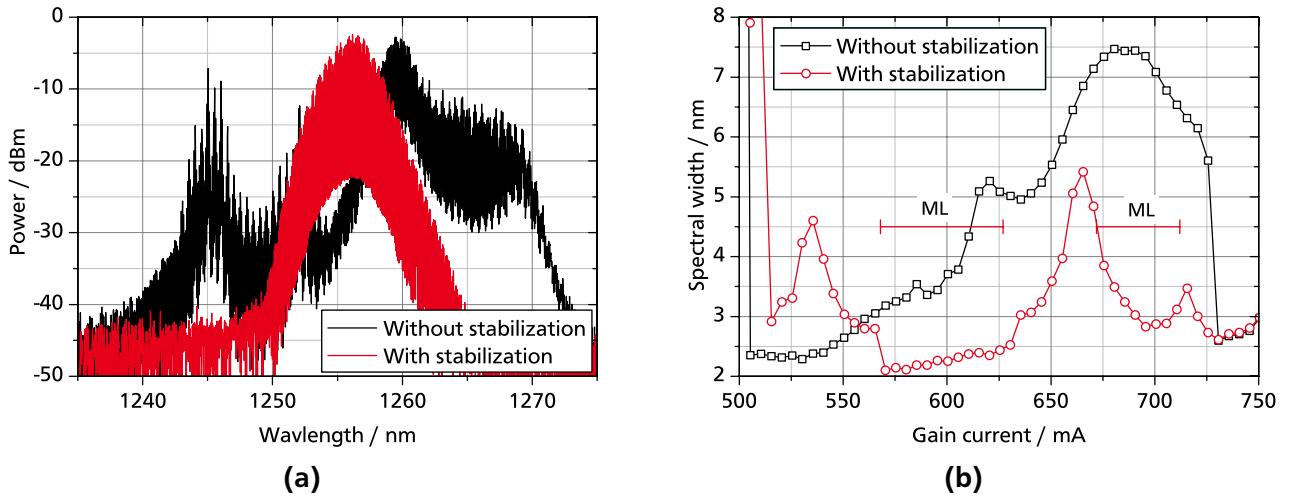 0
-10
-20
-30
-40
-50
1240
1250
1260
1270
Power / dBm
Wavlength / nm
Without stabilization
With stabilization
(a)
8
7
6
5
4
3
2
500
550
600
650
700
750
Spectral width / nm
Gain current / mA
Without stabilization
With stabilization
ML
ML
(b)